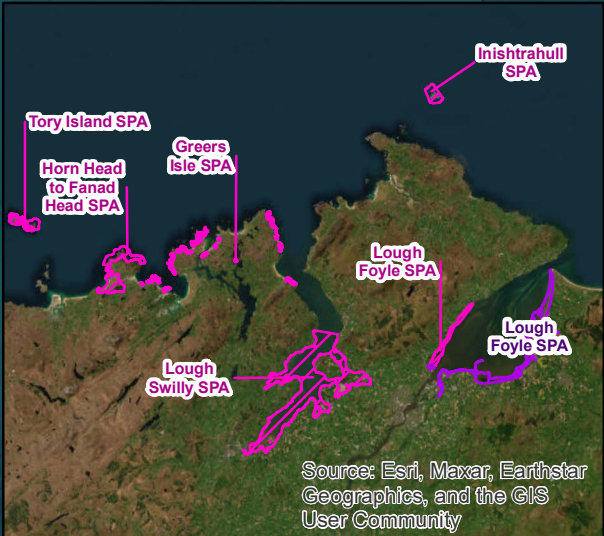 Inishtrahull
SPA
Tory Island SPA
Greers
Isle SPA
Horn Head
to Fanad
Head SPA
Lough
Foyle SPA
Lough
Foyle SPA
Lough
Swilly SPA
Source: Esri, Maxar, Earthstar
Geographics, and the GIS
User Community